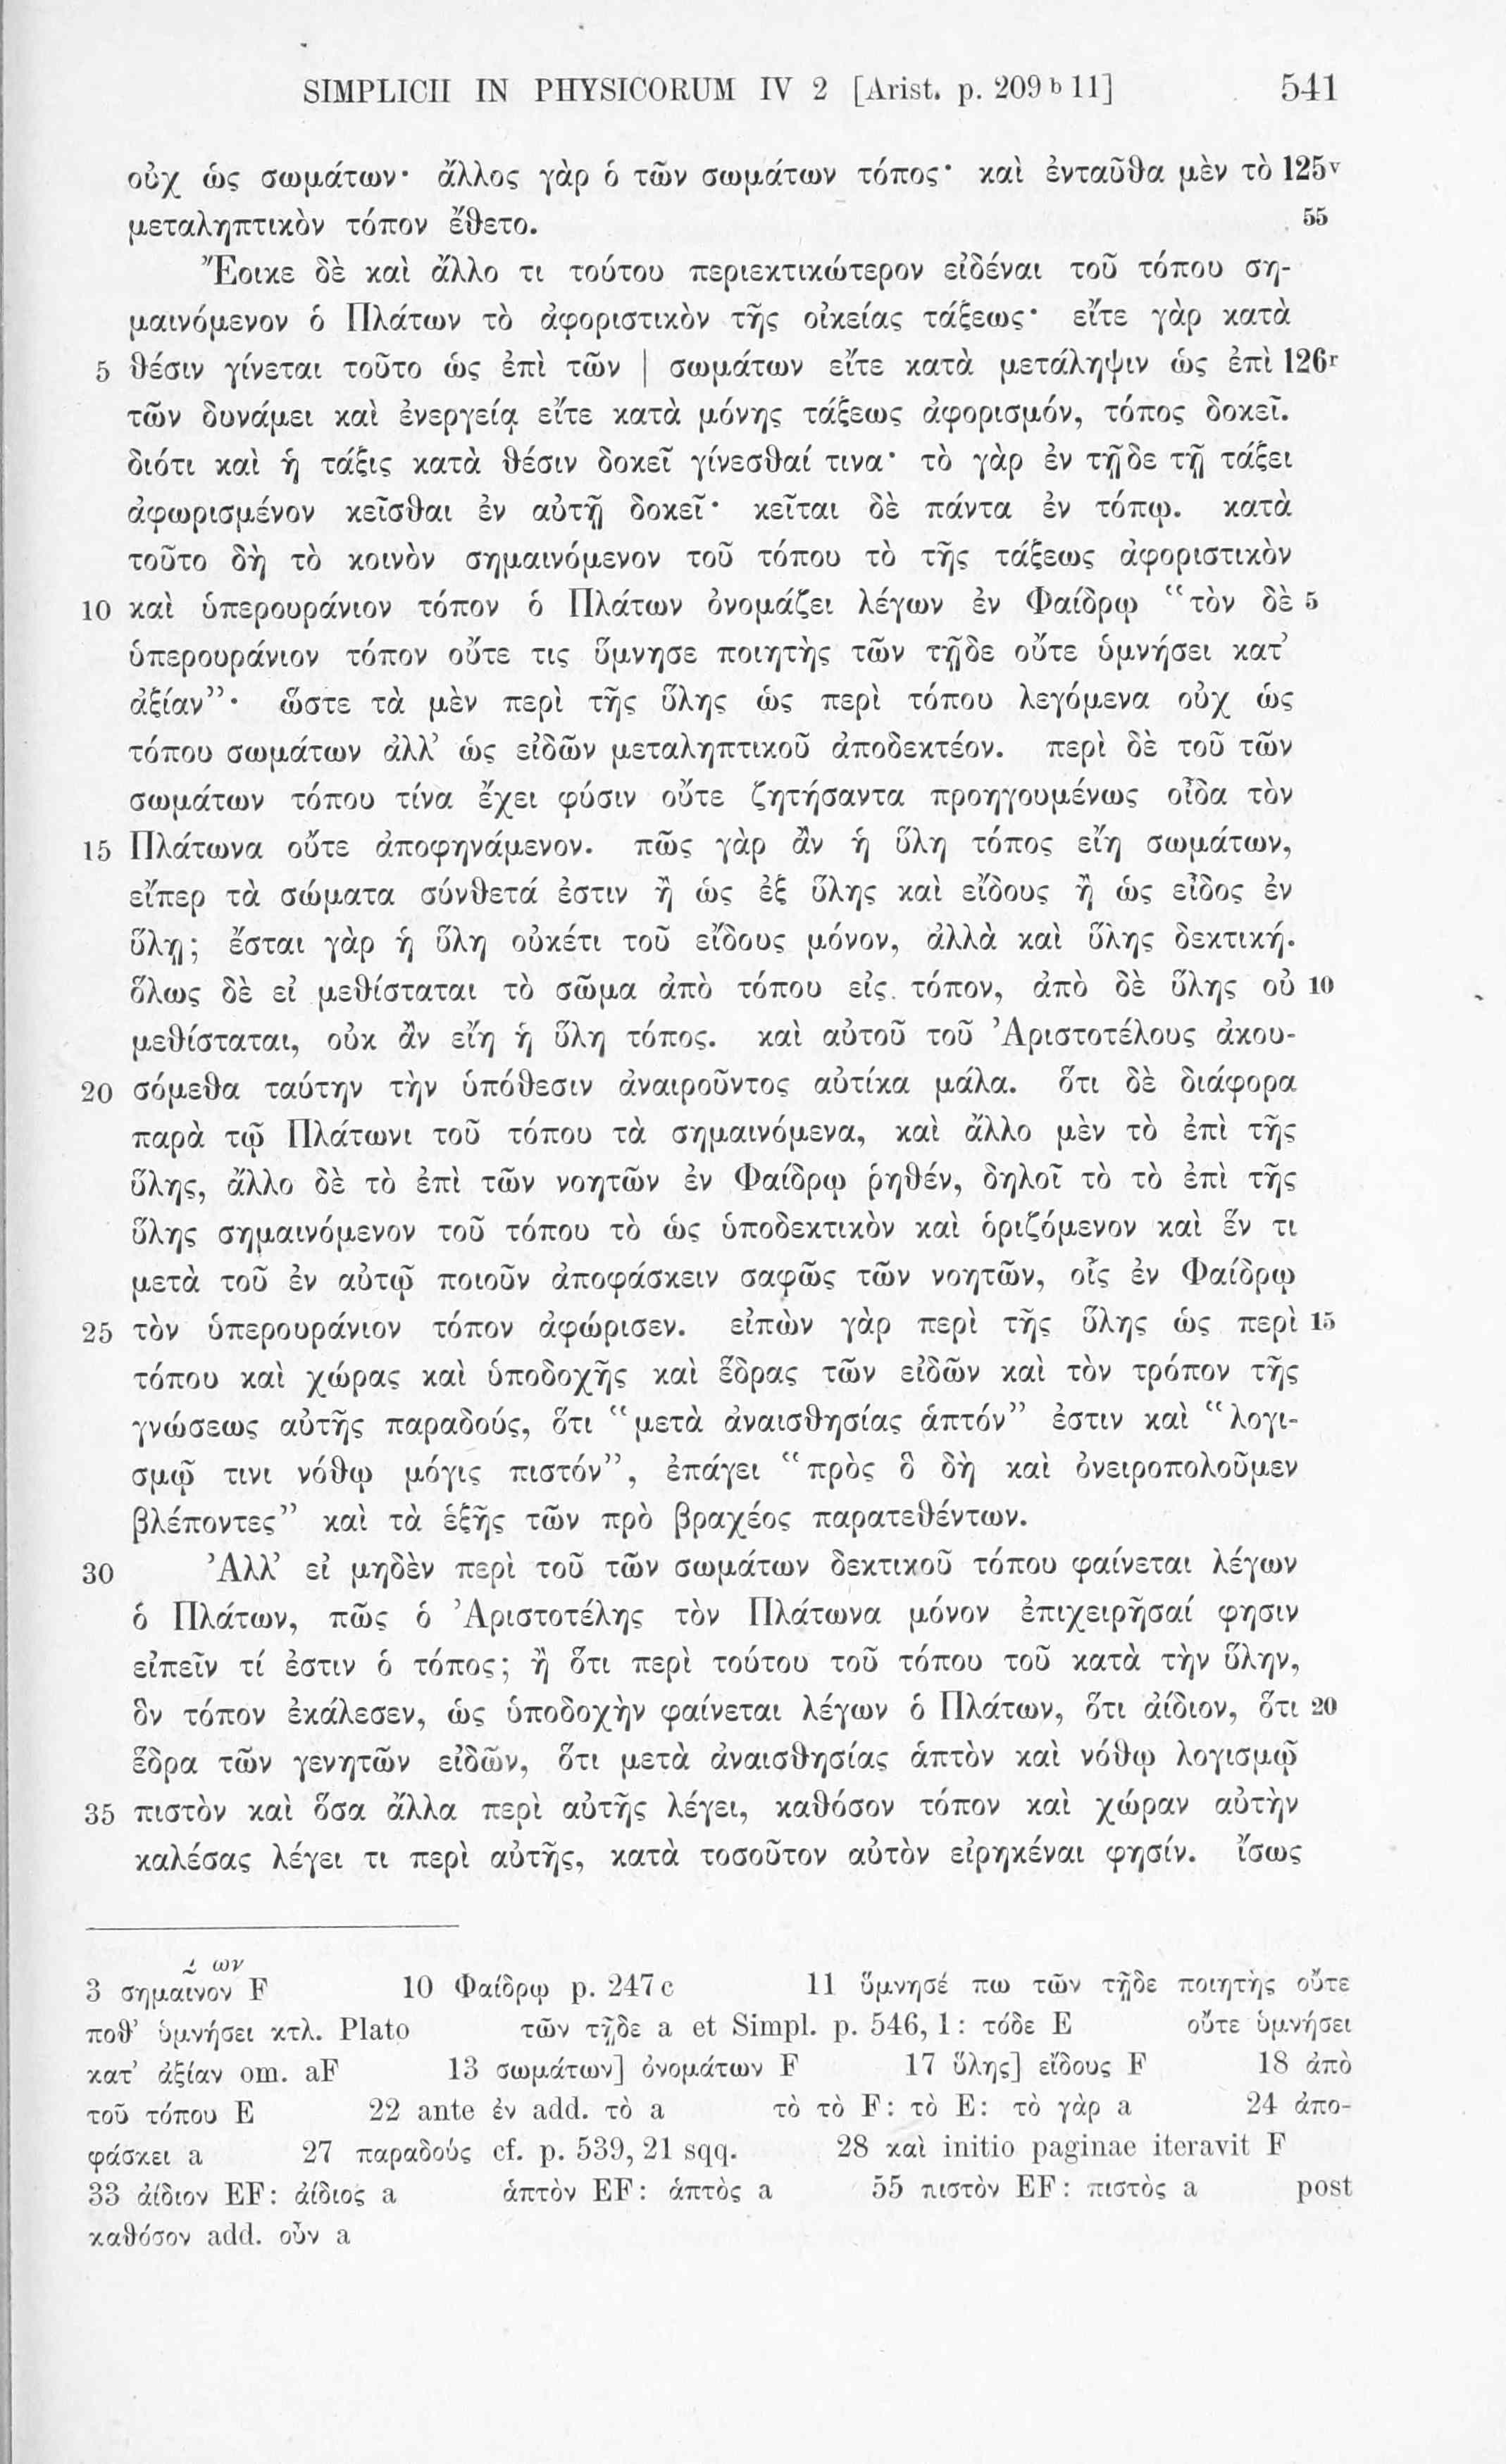 SIMPLICII IN PHYSICORUM IV 2 [Arist. p. 209 b 11] 541
οὐχ ὡς σωμάτων· ἄλλος γὰρ ὁ τῶν σωμάτων τόπος· καὶ ἐνταῦθα μὲν τὸ 125v
μεταληπτικὸν τόπον ἔθετο. 55
Ἔοικε δὲ καὶ ἄλλο τι τούτου περιεκτικώτερον εἰδέναι τοῦ τόπου ση-
μαινόμενον ὁ Πλάτων τὸ ἀφοριστικὸν τῆς οἰκείας τάξεως· εἴτε γὰρ κατὰ
5 θέσιν γίνεται τοῦτο ὡς ἐπὶ τῶν | σωμάτων εἴτε κατὰ μετάληψιν ὡς ἐπὶ 126r
τῶν δυνάμει καὶ ἐνεργείᾳ εἴτε κατὰ μόνης τάξεως ἀφορισμόν, τόπος δοκεῖ.
διότι καὶ ἡ τάξις κατὰ θέσιν δοκεῖ γίνεσθαί τινα· τὸ γὰρ ἐν τῇδε τῇ τάξει
ἀφωρισμένον κεῖσθαι ἐν αὐτῇ δοκεῖ· κεῖται δὲ πάντα ἐν τόπῳ. κατὰ
τοῦτο δὴ τὸ κοινὸν σημαινόμενον τοῦ τόπου τὸ τῆς τάξεως ἀφοριστικὸν
10 καὶ ὑπερουράνιον τόπον ὁ Πλάτων ὀνομάζει λέγων ἐν Φαίδρῳ “τὸν δὲ 5
ὑπερουράνιον τόπον οὔτε τις ὕμνησε ποιητὴς τῶν τῇδε οὔτε ὑμνήσει κατ’
ἀξίαν”· ὥστε τὰ μὲν περὶ τῆς ὕλης ὡς περὶ τόπου λεγόμενα οὐχ ὡς
τόπου σωμάτων ἀλλ’ ὡς εἰδῶν μεταληπτικοῦ ἀποδεκτέον. περὶ δὲ τοῦ τῶν
σωμάτων τόπου τίνα ἔχει φύσιν οὔτε ζητήσαντα προηγουμένως οἶδα τὸν
15 Πλάτωνα οὔτε ἀποφηνάμενον. πῶς γὰρ ἂν ἡ ὕλη τόπος εἴη σωμάτων,
εἴπερ τὰ σώματα σύνθετά ἐστιν ἢ ὡς ἐξ ὕλης καὶ εἴδους ἢ ὡς εἶδος ἐν
ὕλῃ; ἔσται γὰρ ἡ ὕλη οὐκέτι τοῦ εἴδους μόνον, ἀλλὰ καὶ ὕλης δεκτική.
ὅλως δὲ εἰ μεθίσταται τὸ σῶμα ἀπὸ τόπου εἰς τόπον, ἀπὸ δὲ ὕλης οὐ 10
μεθίσταται, οὐκ ἂν εἴη ἡ ὕλη τόπος. καὶ αὐτοῦ τοῦ Ἀριστοτέλους ἀκου-
20 σόμεθα ταύτην τὴν ὑπόθεσιν ἀναιροῦντος αὐτίκα μάλα. ὅτι δὲ διάφορα
παρὰ τῷ Πλάτωνι τοῦ τόπου τὰ σημαινόμενα, καὶ ἄλλο μὲν τὸ ἐπὶ τῆς
ὕλης, ἄλλο δὲ τὸ ἐπὶ τῶν νοητῶν ἐν Φαίδρῳ ῥηθέν, δηλοῖ τὸ τὸ ἐπὶ τῆς
ὕλης σημαινόμενον τοῦ τόπου τὸ ὡς ὑποδεκτικὸν καὶ ὁριζόμενον καὶ ἕν τι
μετὰ τοῦ ἐν αὐτῷ ποιοῦν ἀποφάσκειν σαφῶς τῶν νοητῶν, οἷς ἐν Φαίδρῳ
25 τὸν ὑπερουράνιον τόπον ἀφώρισεν. εἰπὼν γὰρ περὶ τῆς ὕλης ὡς περὶ 15
τόπου καὶ χώρας καὶ ὑποδοχῆς καὶ ἕδρας τῶν εἰδῶν καὶ τὸν τρόπον τῆς
γνώσεως αὐτῆς παραδούς, ὅτι “μετὰ ἀναισθησίας ἁπτόν” ἐστιν καὶ “λογι-
σμῷ τινι νόθῳ μόγις πιστόν”, ἐπάγει “πρὸς ὃ δὴ καὶ ὀνειροπολοῦμεν
βλέποντες” καὶ τὰ ἑξῆς τῶν πρὸ βραχέος παρατεθέντων.
30 Ἀλλ’ εἰ μηδὲν περὶ τοῦ τῶν σωμάτων δεκτικοῦ τόπου φαίνεται λέγων
ὁ Πλάτων, πῶς ὁ Ἀριστοτέλης τὸν Πλάτωνα μόνον ἐπιχειρῆσαί φησιν
εἰπεῖν τί ἐστιν ὁ τόπος; ἢ ὅτι περὶ τούτου τοῦ τόπου τοῦ κατὰ τὴν ὕλην,
ὃν τόπον ἐκάλεσεν, ὡς ὑποδοχὴν φαίνεται λέγων ὁ Πλάτων, ὅτι ἀίδιον, ὅτι 20
ἕδρα τῶν γενητῶν εἰδῶν, ὅτι μετὰ ἀναισθησίας ἁπτὸν καὶ νόθῳ λογισμῷ
35 πιστὸν καὶ ὅσα ἄλλα περὶ αὐτῆς λέγει, καθόσον τόπον καὶ χώραν αὐτὴν
καλέσας λέγει τι περὶ αὐτῆς, κατὰ τοσοῦτον αὐτὸν εἰρηκέναι φησίν. ἴσως
3 σημαινον F 10 Φαίδρῳ p. 247c 11 ὕμνησέ πω τῶν τῇδε ποιητὴς οὔτε
ποθ’ ὑμνήσει κτλ. Plato τῶν τῇδε a et Simpl. p. 546, 1: τόδε E οὔτε ὑμνήσει
κατ’ ἀξίαν om. aF 13 σωμάτων] ὀνομάτων F 17 ὕλης] εἴδους F 18 ἀπὸ
τοῦ τόπου E 22 ante ἐν add. τὸ a τὸ τὸ F: τὸ E: τὸ γὰρ a 24 ἀπο-
φάσκει a 27 παραδούς cf. p. 539, 21 sqq. 28 καὶ initio paginae iteravit F
33 ἀίδιον EF: ἀίδιος a ἁπτὸν EF: ἁπτὸς a 55 πιστὸν EF: πιστὸς a post
καθόσον add. οὖν a